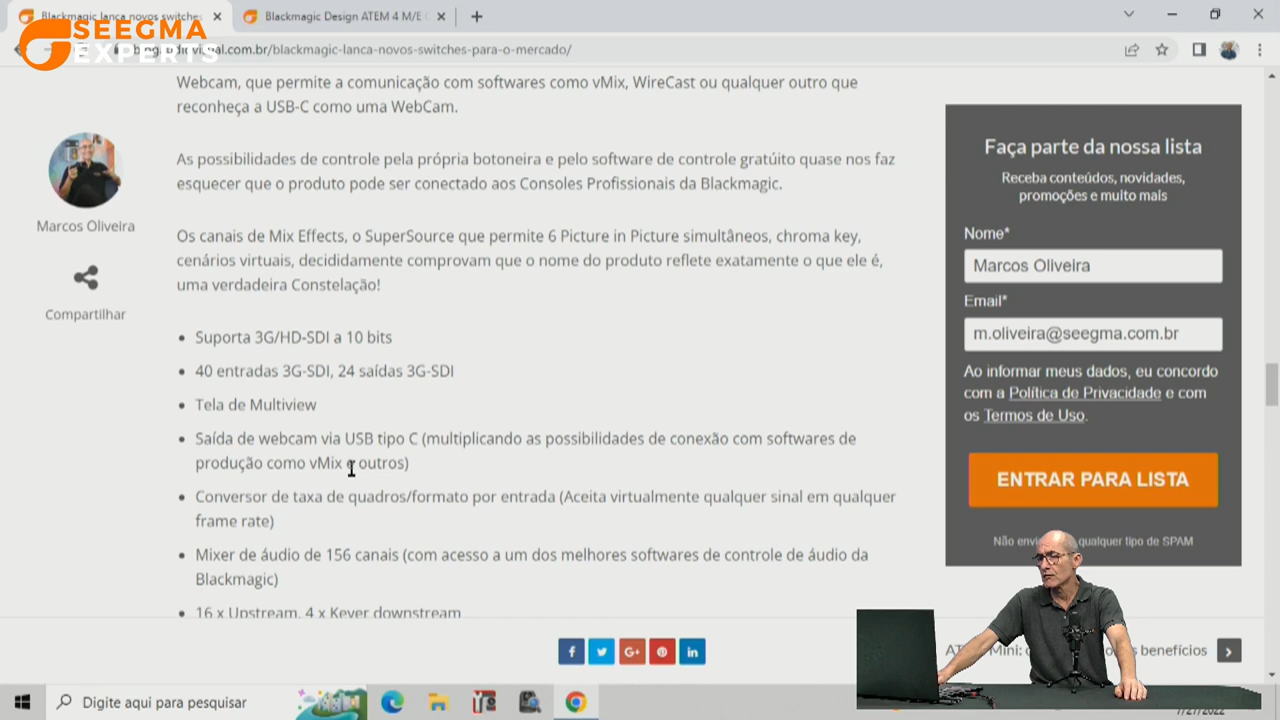 Blackmagic lança novos switches
Blackmagic Design ATEM 4 M/E C
SEEGMA
EXPERTS
.com.br/blackmagic-lanca-novos-switches-para-o-mercado/
Webcam, que permite a comunicação com softwares como vMix, WireCast ou qualquer outro que
reconheça a USB-C como uma WebCam.
As possibilidades de controle pela própria botoneira e pelo software de controle gratúito quase nos faz
esquecer que o produto pode ser conectado aos Consoles Profissionais da Blackmagic.
Marcos Oliveira
Compartilhar
Os canais de Mix Effects, o SuperSource que permite 6 Picture in Picture simultâneos, chroma key,
cenários virtuais, decididamente comprovam que o nome do produto reflete exatamente o que ele é,
uma verdadeira Constelação!
• Suporta 3G/HD-SDI a 10 bits
• 40 entradas 3G-SDI, 24 saídas 3G-SDI
• Tela de Multiview
• Saída de webcam via USB tipo C (multiplicando as possibilidades de conexão com softwares de
produção como vMix e outros)
• Conversor de taxa de quadros/formato por entrada (Aceita virtualmente qualquer sinal em qualquer
frame rate)
• Mixer de áudio de 156 canais (com acesso a um dos melhores softwares de controle de áudio da
Blackmagic)
• 16 x Upstream, 4 x Keyer downstream
Faça parte da nossa lista
Receba conteúdos, novidades,
promoções e muito mais
Nome*
Marcos Oliveira
Email*
m.oliveira@seegma.com.br
Ao informar meus dados, eu concordo
com a Política de Privacidade e com
os Termos de Uso.
ENTRAR PARA LISTA
Não qualquer tipo de SPAM
Mini: benefícios
Digite aqui para pesquisar
7/27/2022